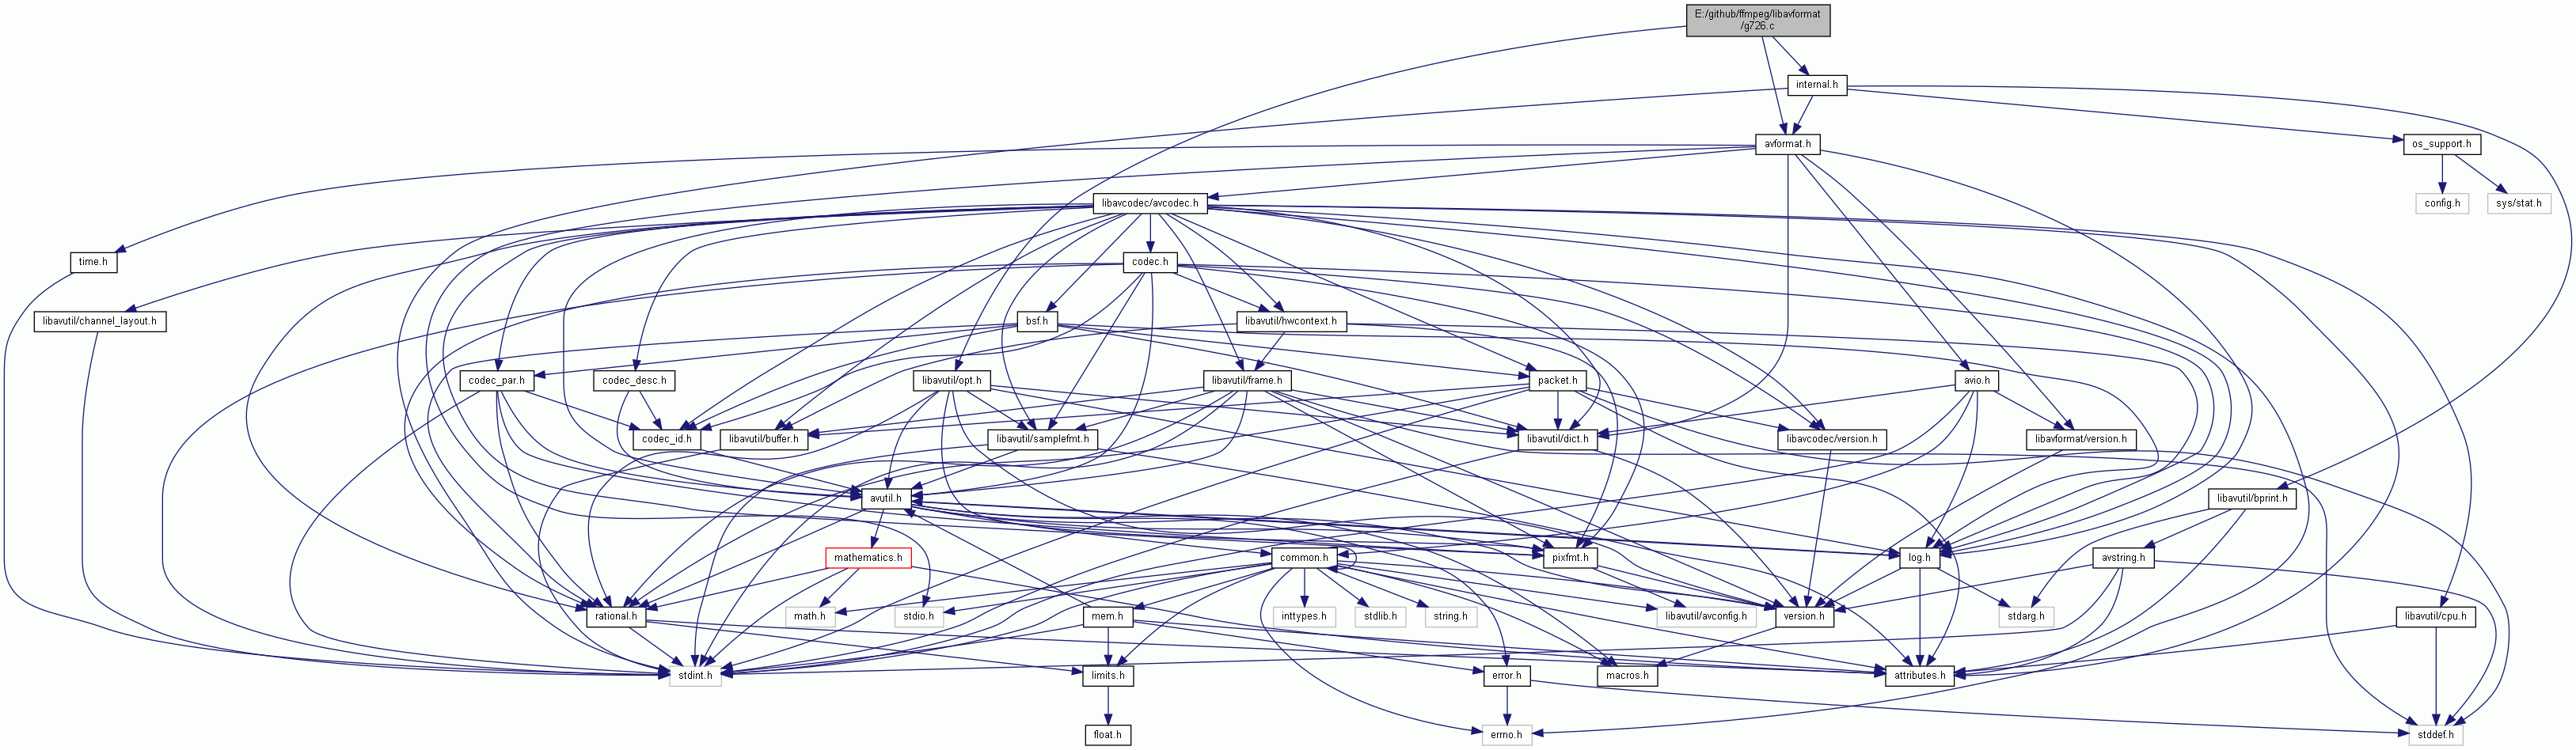 E:/github/ffmpeg/libavformat
/g726.c
internal.h
avformat.h
os_support.h
libavcodec/avcodec.h
config.h
sys/stat.h
time.h
codec.h
libavutil/channel_layout.h
bsf.h
libavutil/hwcontext.h
codec_par.h
codec_desc.h
libavutil/opt.h
libavutil/frame.h
packet.h
avio.h
codec_id.h
libavutil/buffer.h
libavutil/samplefmt.h
libavutil/dict.h
libavcodec/version.h
libavformat/version.h
avutil.h
libavutil/bprint.h
mathematics.h
common.h
pixfmt.h
log.h
avstring.h
rational.h
math.h
stdio.h
mem.h
inttypes.h
stdlib.h
string.h
libavutil/avconfig.h
version.h
stdarg.h
libavutil/cpu.h
stdint.h
limits.h
error.h
macros.h
attributes.h
float.h
errno.h
stddef.h